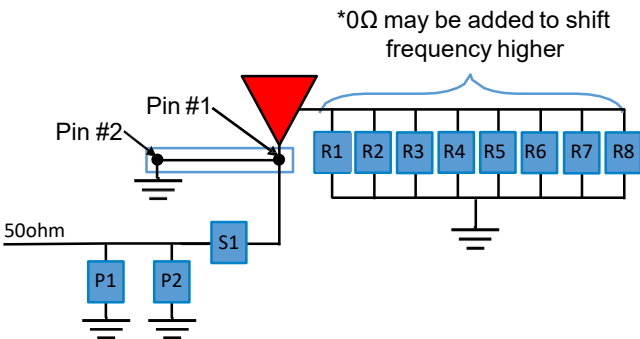 *0Ω may be added to shift
frequency higher
Pin #1
Pin #2
R1 R2 R3 R4 R5 R6 R7 R8
50ohm
S1
P1 P2